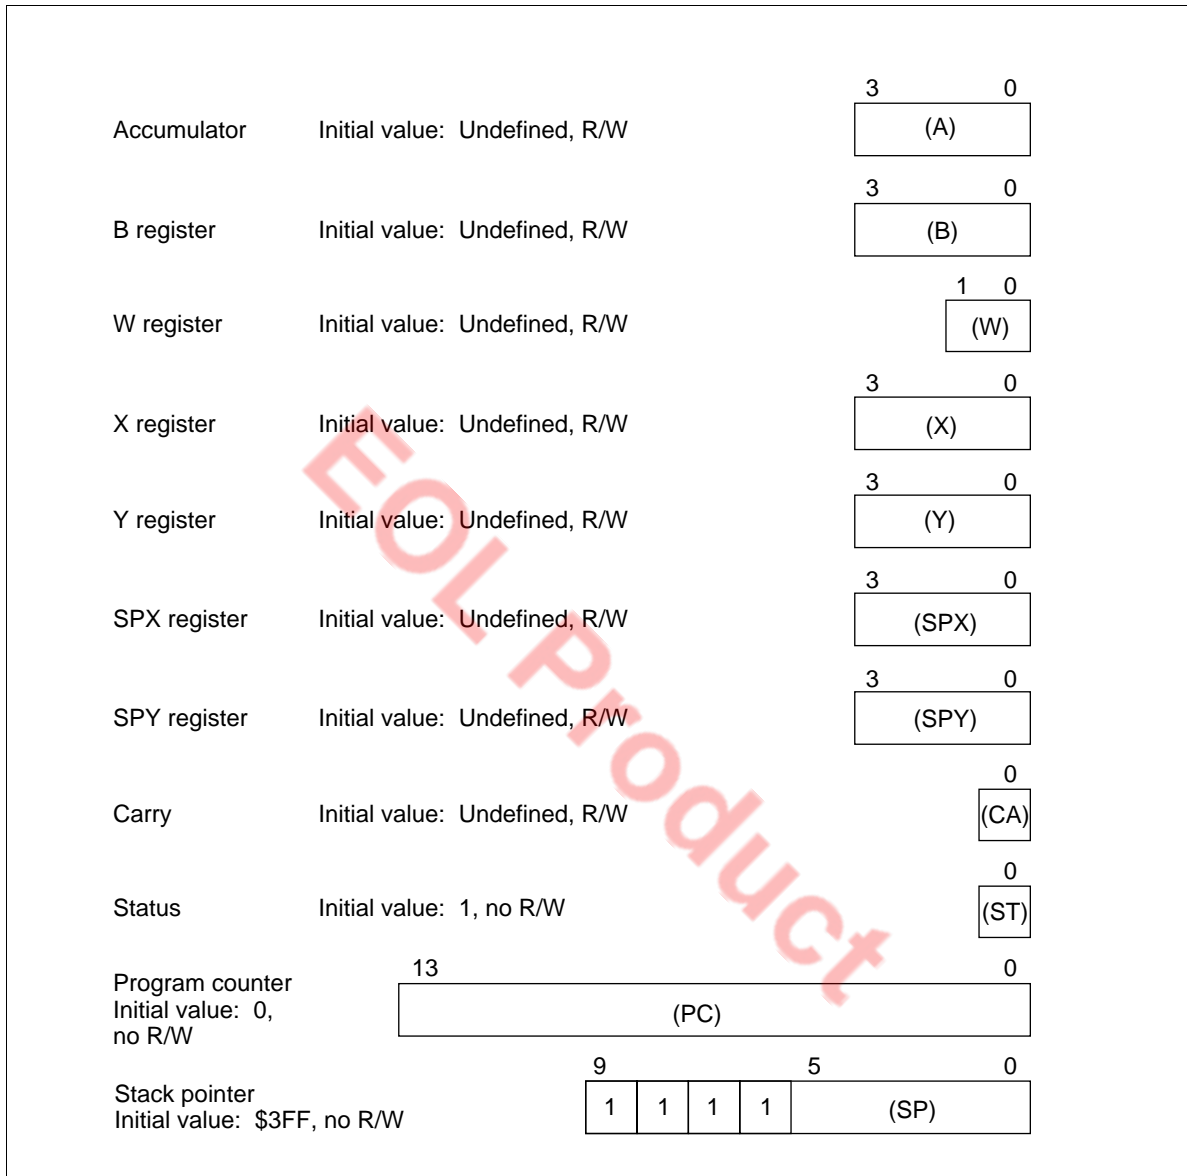 3 0
Accumulator Initial value: Undefined, R/W (A)
3 0
B register Initial value: Undefined, R/W (B)
1 0
W register Initial value: Undefined, R/W (W)
3 0
X register Initial value: Undefined, R/W (X)
3 0
Y register Initial value: Undefined, R/W (Y)
3 0
SPX register Initial value: Undefined, R/W (SPX)
3 0
SPY register Initial value: Undefined, R/W (SPY)
0
Carry Initial value: Undefined, R/W (CA)
0
Status Initial value: 1, no R/W (ST)
13 0
Program counter
Initial value: 0, (PC)
no R/W
9 5 0
Stack pointer
Initial value: $3FF, no R/W 1 1 1 1 (SP)
EOL Product